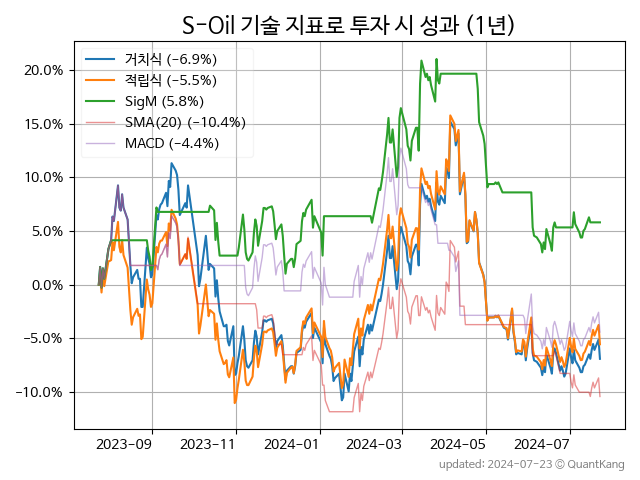 S-Oil 기술 지표로 투자 시 성과 (1년)
거치식 (-6.9%)
적립식 (-5.5%)
SigM (5.8%)
SMA(20) (-10.4%)
MACD (-4.4%)
20.0%
15.0%
10.0%
5.0%
0.0%
-5.0%
-10.0%
2023-09 2023-11 2024-01 2024-03 2024-05 2024-07
updated: 2024-07-23 © QuantKang